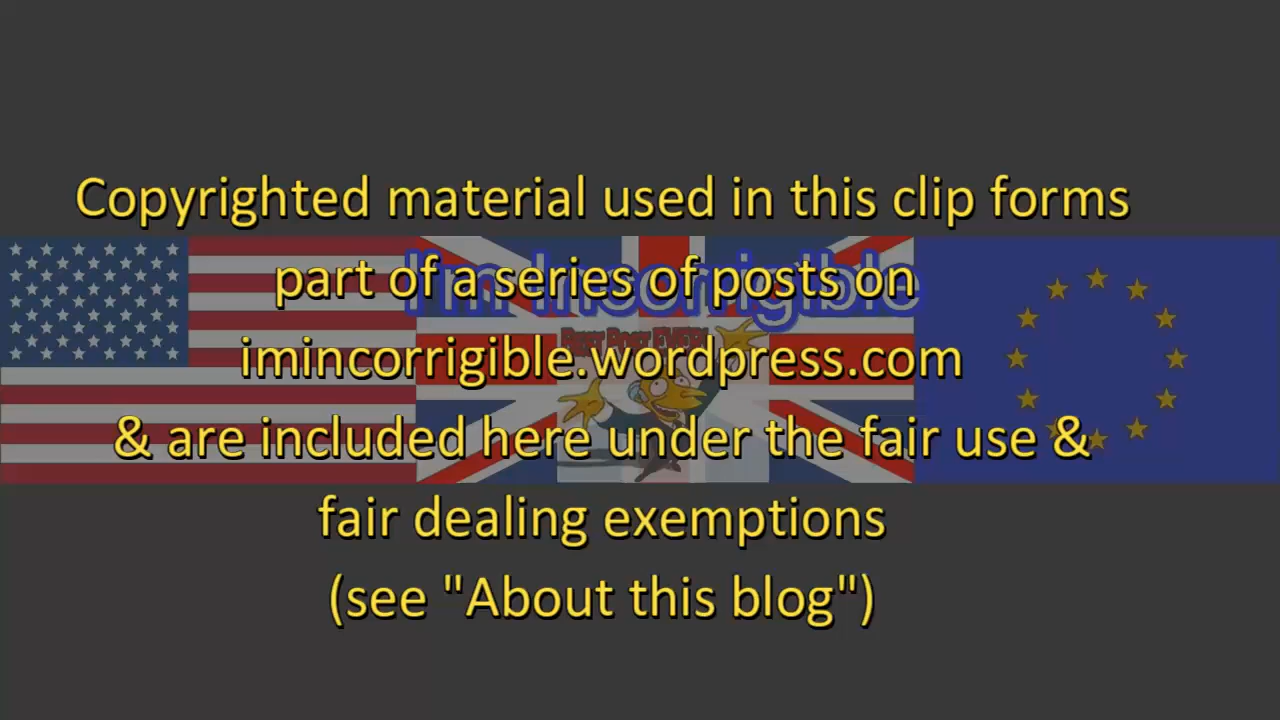 Copyrighted material used in this clip forms
part of a series of posts on
I'm Incorrigible
imincorrigible.wordpress.com
& are included here under the fair use &
fair dealing exemptions
(see "About this blog")